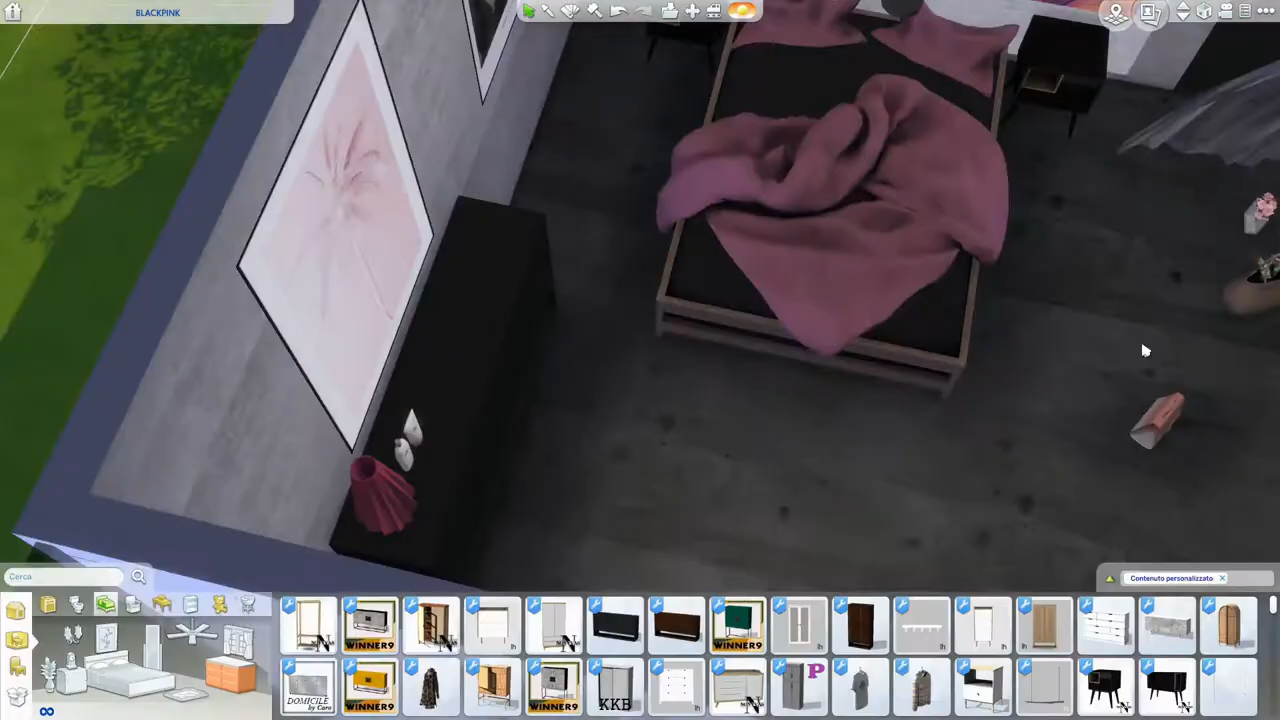 BLACKPINK
Cerca
Contenuto personalizzato
WINNER9
N
N
WINNER9
WINNER9
DOMICILE
by Caro
WINNER9
WINNER9
KKB
P
N
N